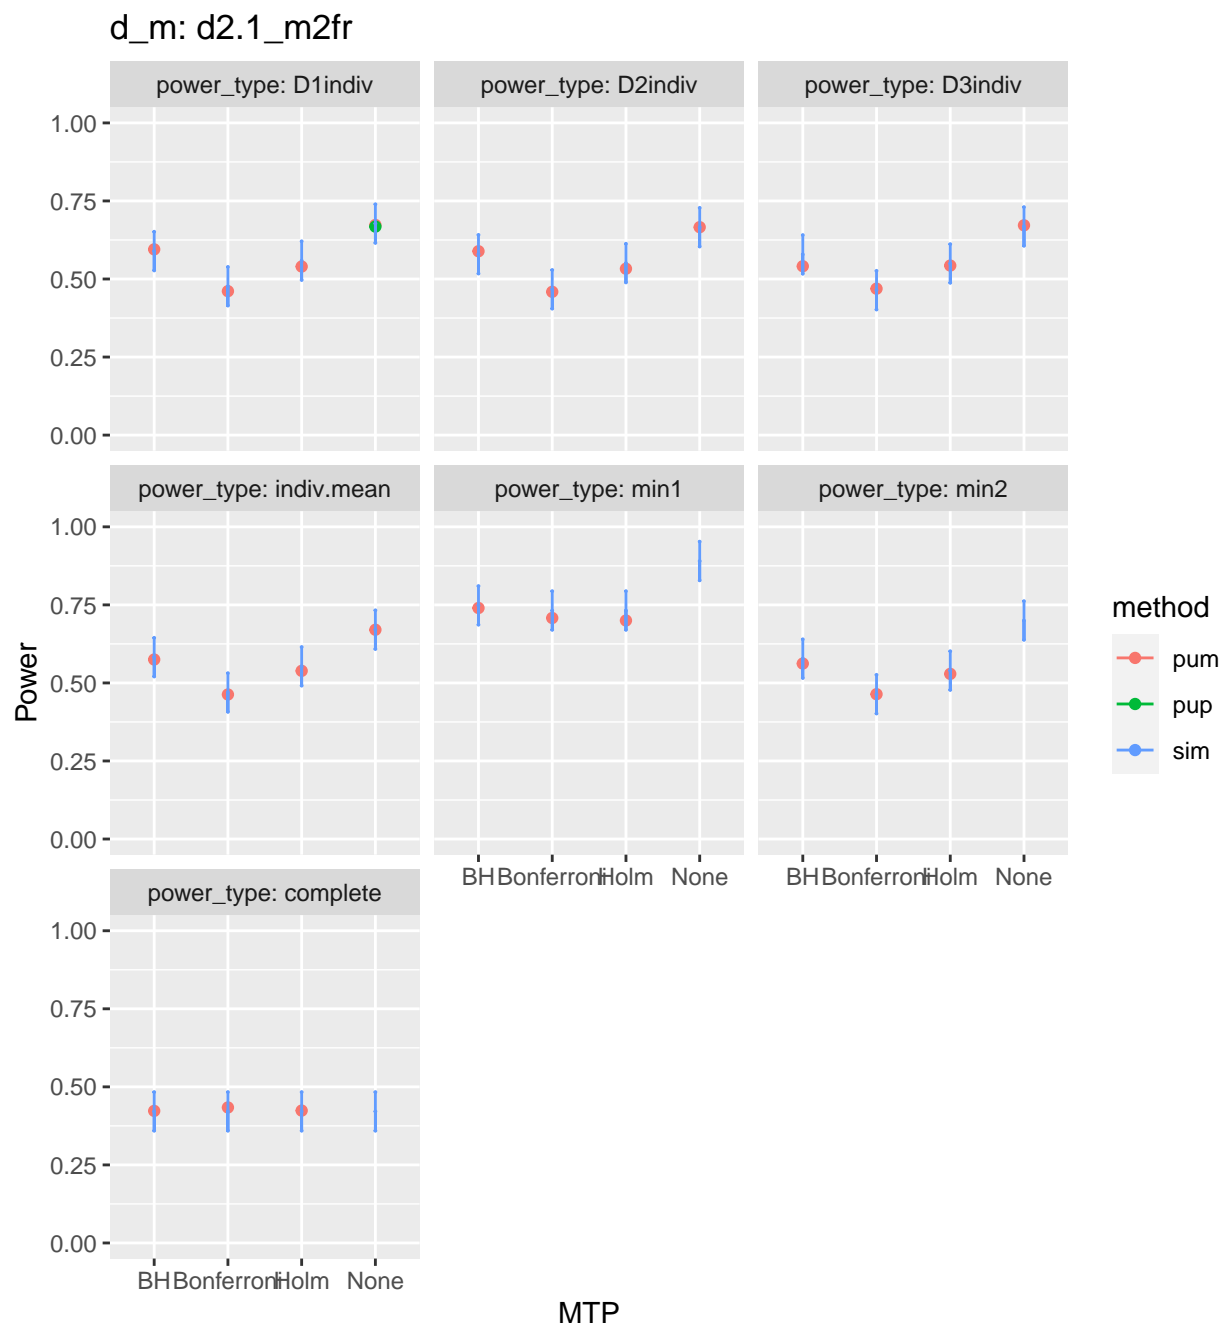 d_m: d2.1_m2fr
power_type: D1indiv
power_type: D2indiv
power_type: D3indiv
1.00
0.75
0.50
0.25
0.00
power_type: indiv.mean
power_type: min1
power_type: min2
1.00
0.75
0.50
0.25
0.00
BH Bonferroni Holm None
BH Bonferroni Holm None
power_type: complete
1.00
0.75
0.50
0.25
0.00
BH Bonferroni Holm None
MTP
Power
method
pum
pup
sim